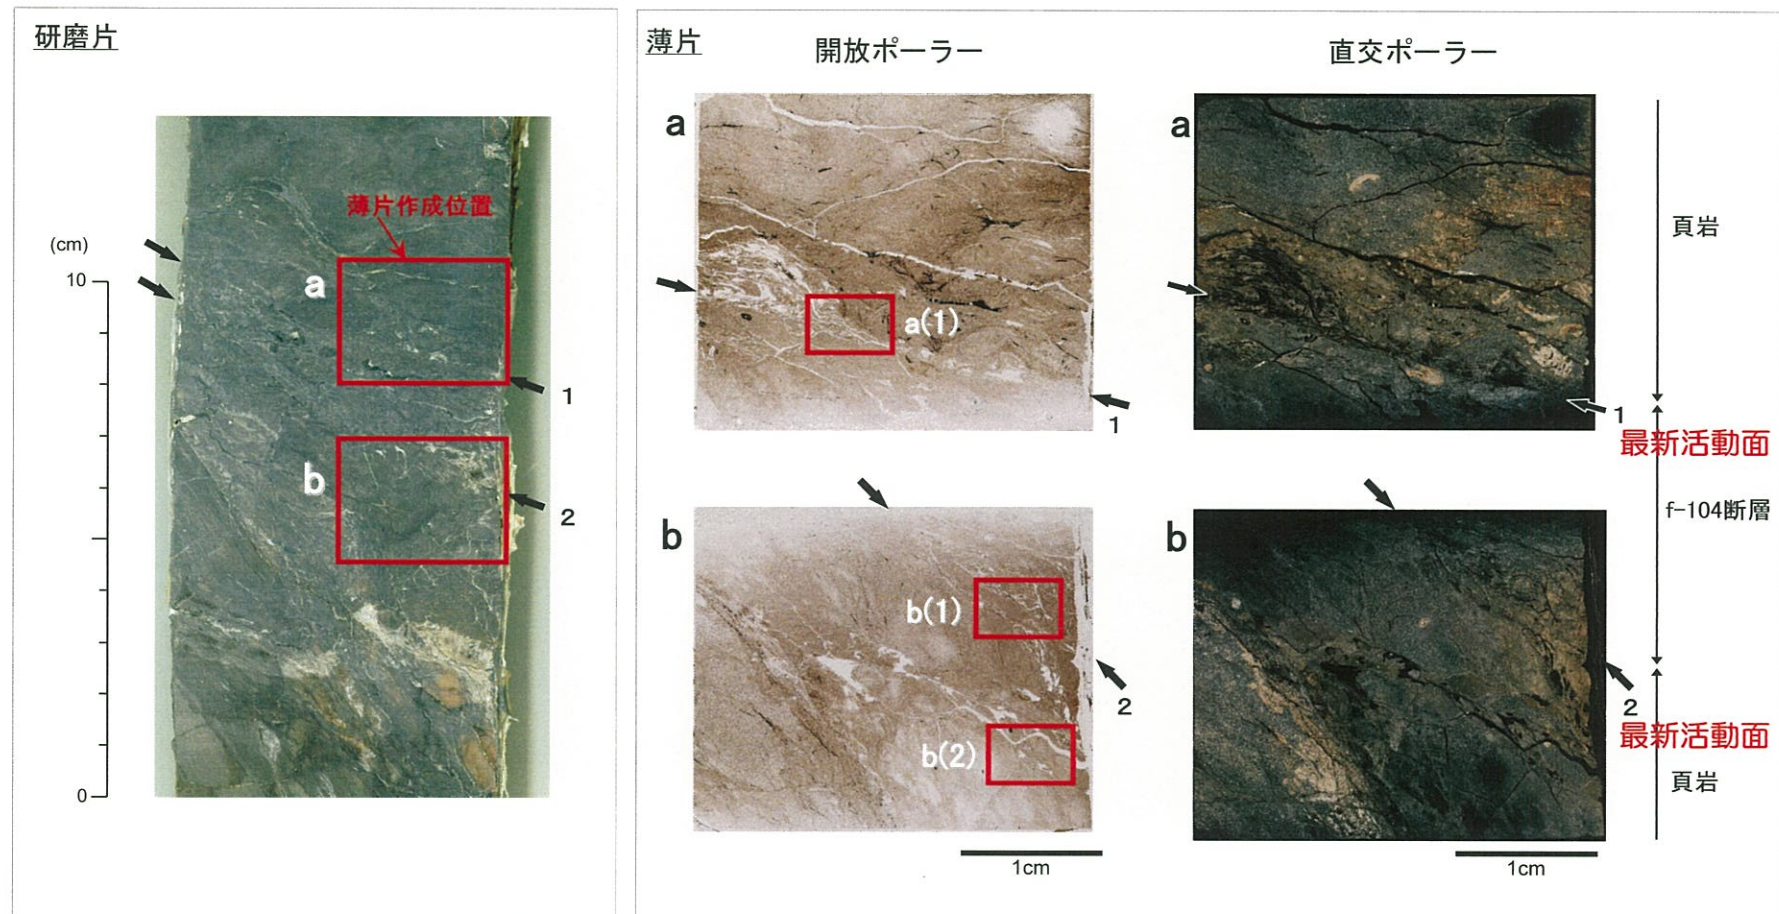 研磨片
薄片作成位置
(cm)
10
a
1
b
2
0
薄片
開放ポーラー
直交ポーラー
a
a(1)
1
a
1
頁岩
最新活動面
f-104断層
b
b(1)
2
b(2)
b
2
最新活動面
頁岩
1cm
1cm